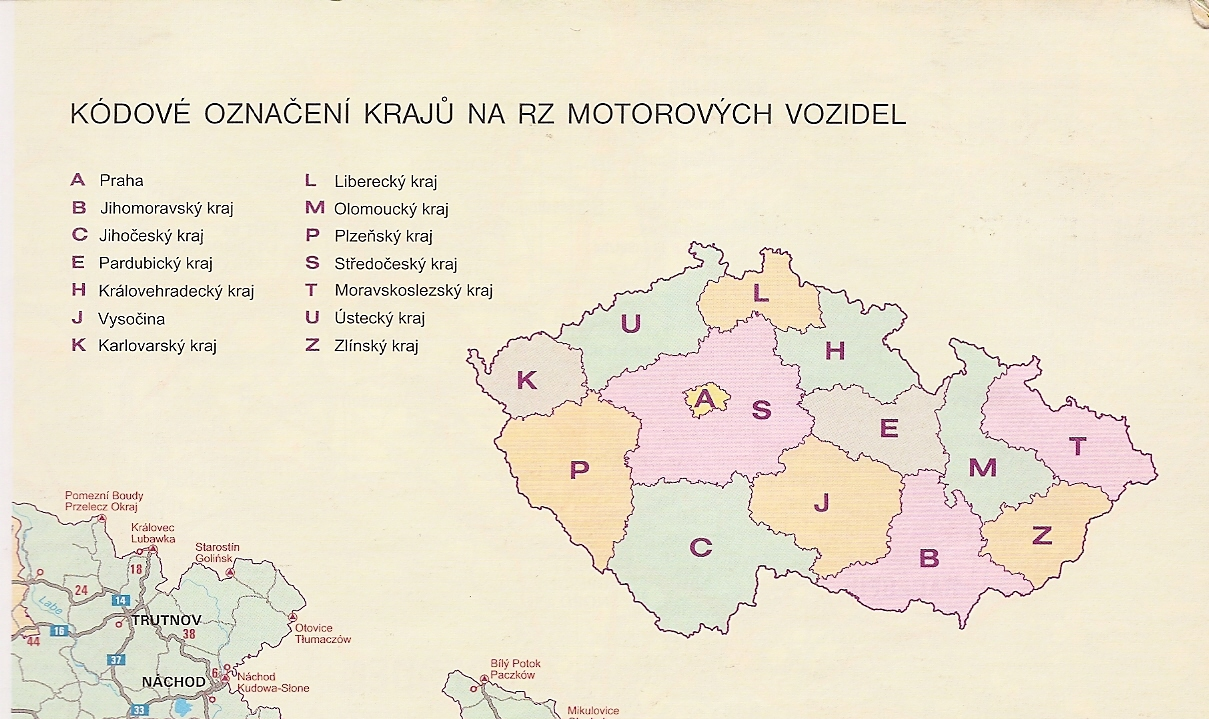 KÓDOVÉ OZNAČENÍ KRAJŮ NA RZ MOTOROVÝCH VOZIDEL
A Praha
B Jihomoravský kraj
C Jihočeský kraj
E Pardubický kraj
H Královehradecký kraj
J Vysočina
K Karlovarský kraj
L Liberecký kraj
M Olomoucký kraj
P Plzeňský kraj
S Středočeský kraj
T Moravskoslezský kraj
U Ústecký kraj
Z Zlínský kraj
L
U
H
K
A
S
E
T
P
M
J
Z
C
B
Pomezní Boudy
Przelecz Okraj
Královec
Lubawka
Starostín
Golińsk
18
24
14
Labe
TRUTNOV
16
38
44
Otovice
Tłumaczów
37
6
Náchod
Kudowa-Słone
NÁCHOD
33
Bílý Potok
Paczków
Mikulovice